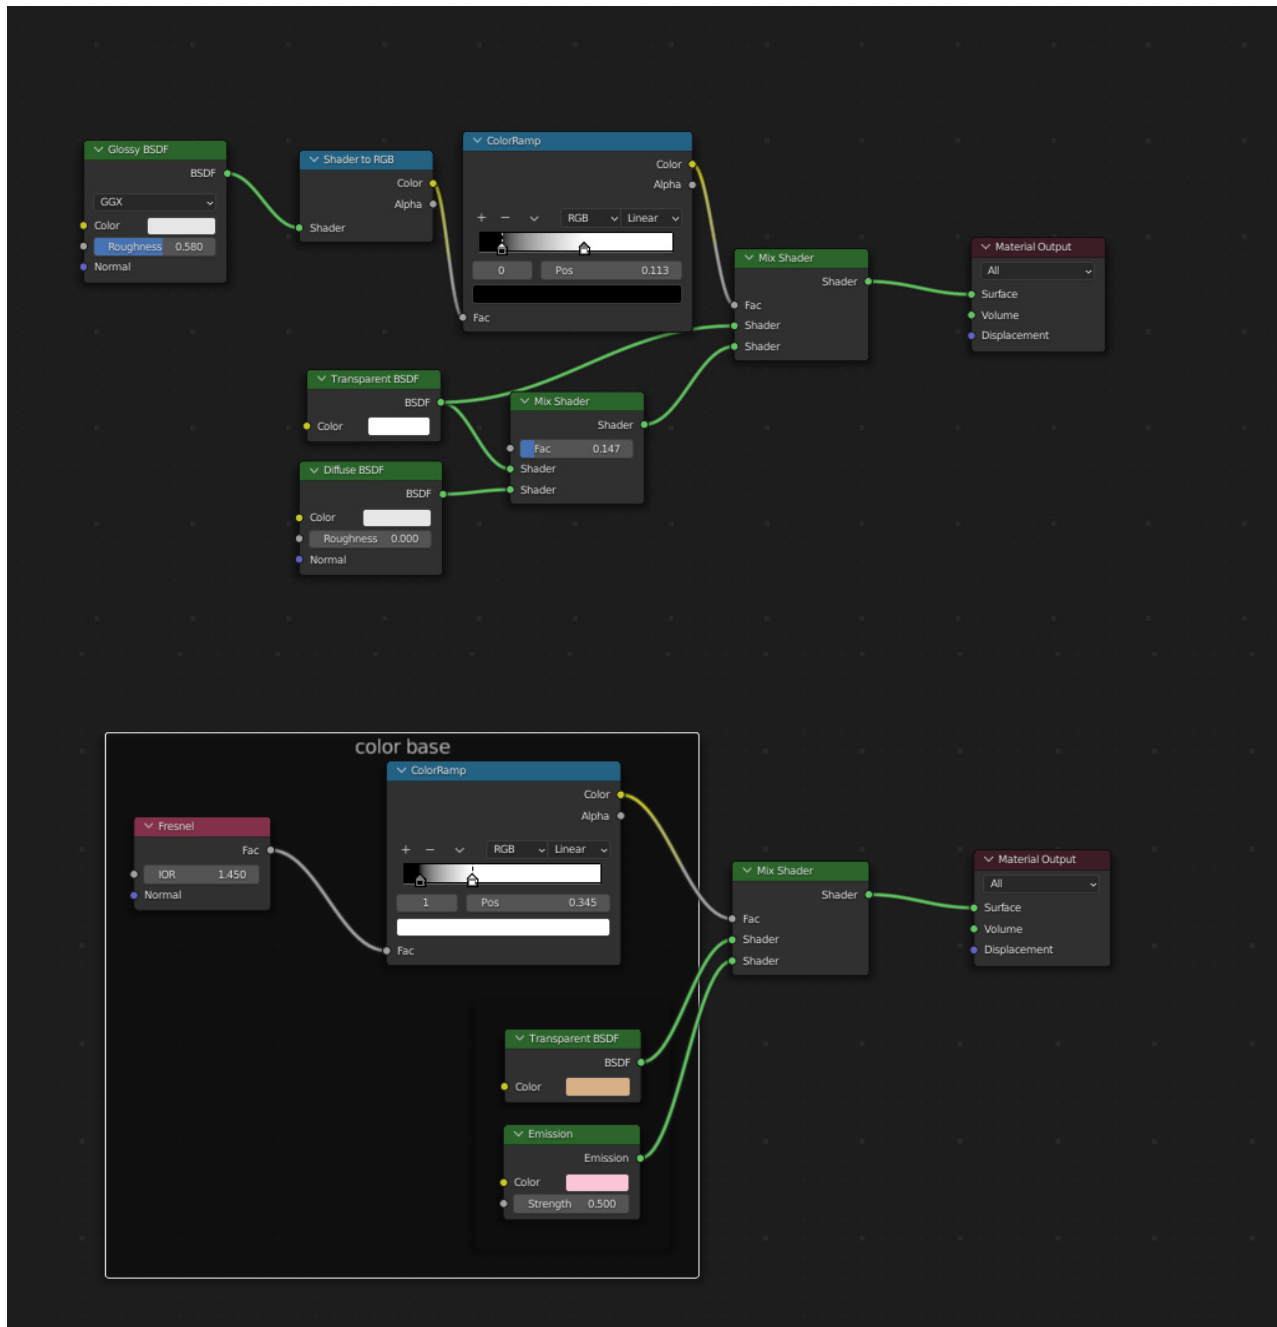 Glossy BSDF
BSDF
GGX
Color
Roughness 0.580
Normal
Shader to RGB
Color
Alpha
Shader
ColorRamp
Color
Alpha
+ − RGB Linear
0 Pos 0.113
Fac
Mix Shader
Shader
Fac
Shader
Shader
Material Output
All
Surface
Volume
Displacement
Transparent BSDF
BSDF
Color
Mix Shader
Shader
Fac 0.147
Shader
Shader
Diffuse BSDF
BSDF
Color
Roughness 0.000
Normal
color base
ColorRamp
Color
Alpha
+ − RGB Linear
1 Pos 0.345
Fac
Fresnel
Fac
IOR 1.450
Normal
Mix Shader
Shader
Fac
Shader
Shader
Material Output
All
Surface
Volume
Displacement
Transparent BSDF
BSDF
Color
Emission
Emission
Color
Strength 0.500